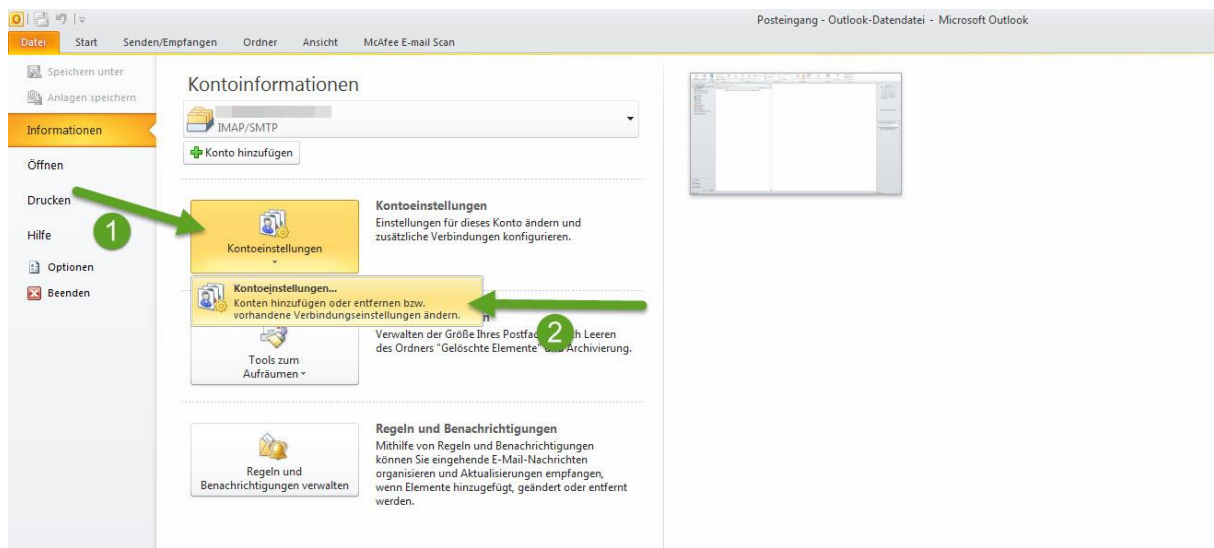 Posteingang - Outlook-Datendatei - Microsoft Outlook
Datei Start Senden/Empfangen Ordner Ansicht McAfee E-mail Scan
Speichern unter
Anlagen speichern
Informationen
Öffnen
Drucken
Hilfe
Optionen
Beenden
Kontoinformationen
IMAP/SMTP
Konto hinzufügen
1
Kontoeinstellungen
Kontoeinstellungen
Einstellungen für dieses Konto ändern und
zusätzliche Verbindungen konfigurieren.
Kontoeinstellungen...
Konten hinzufügen oder entfernen bzw.
vorhandene Verbindungseinstellungen ändern.
2
Tools zum
Aufräumen
Verwalten der Größe Ihres Leeren
des Ordners "Gelöschte Elemente" Archivierung.
Regeln und
Benachrichtigungen verwalten
Regeln und Benachrichtigungen
Mithilfe von Regeln und Benachrichtigungen
können Sie eingehende E-Mail-Nachrichten
organisieren und Aktualisierungen empfangen,
wenn Elemente hinzugefügt, geändert oder entfernt
werden.